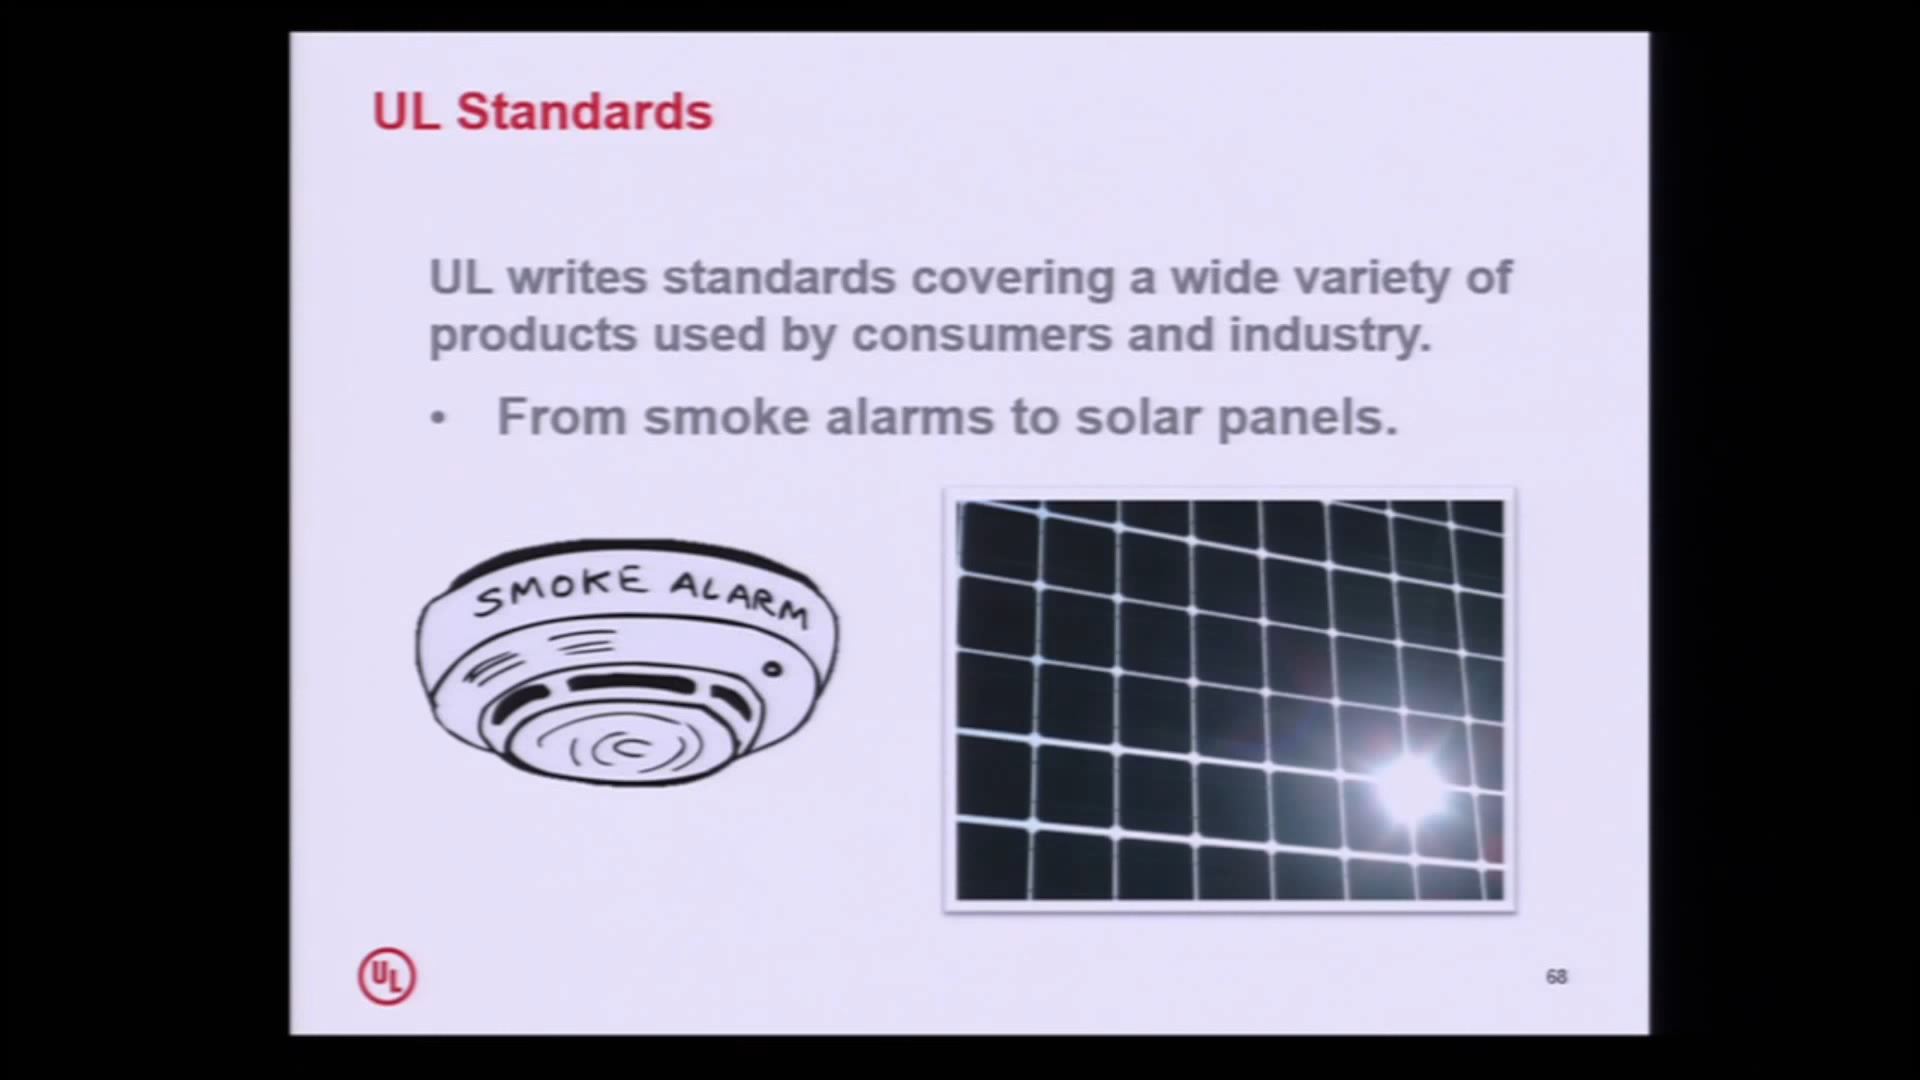 UL Standards
UL writes standards covering a wide variety of
products used by consumers and industry.
• From smoke alarms to solar panels.
SMOKE ALARM
UL
68